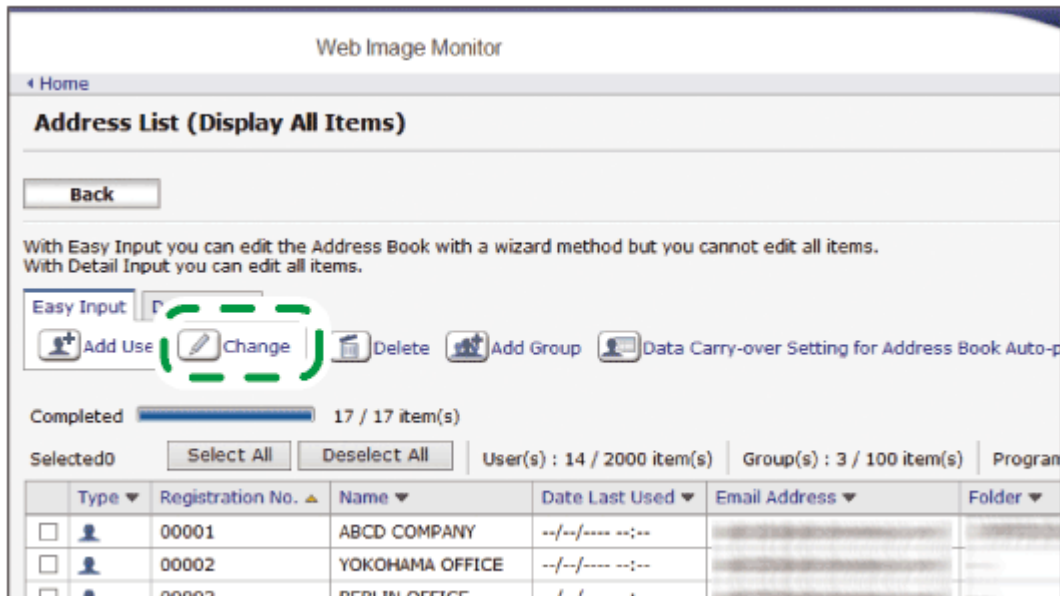 Web Image Monitor
Home
Address List (Display All Items)
Back
With Easy Input you can edit the Address Book with a wizard method but you cannot edit all items.
With Detail Input you can edit all items.
Easy Input D
Add Use Change Delete Add Group Data Carry-over Setting for Address Book Auto-p
Completed 17 / 17 item(s)
Selected0 Select All Deselect All User(s) : 14 / 2000 item(s) Group(s) : 3 / 100 item(s) Program
Type Registration No. Name Date Last Used Email Address Folder
00001 ABCD COMPANY --/--/---- --:--
00002 YOKOHAMA OFFICE --/--/---- --:--
00003 BERLIN OFFICE